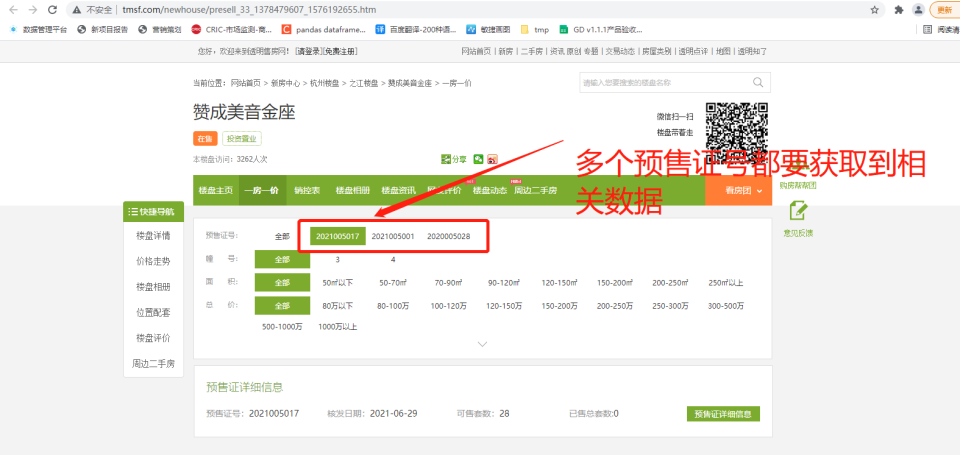 不安全 | tmsf.com/newhouse/presell_33_1378479607_1576192655.htm
更新
数据管理平台 新项目报告 营销策划 CRIC-市场监测-商... pandas dataframe... 百度翻译-200种语... 敏捷画图 tmp GD v1.1.1产品验收... 阅读清
您好，欢迎来到透明售房网! [请登录][免费注册]
网站首页 | 新房 | 二手房 | 资讯 原创 专题 | 交易动态 | 房屋类别 | 透明点评 | 地图 | 透明知了
当前位置: 网站首页 > 新房中心 > 杭州楼盘 > 之江楼盘 > 赞成美音金座 > 一房一价
请输入您要搜索的楼盘名称
赞成美音金座
在售 投资置业
本楼盘访问: 3262人次
分享
微信扫一扫
楼盘带着走
多个预售证号都要获取到相
关数据
楼盘主页 一房一价 销控表 楼盘相册 楼盘资讯 楼盘动态 周边二手房
看房团
购房帮帮团
意见反馈
快捷导航
楼盘详情
价格走势
楼盘相册
位置配套
楼盘评价
周边二手房
预售证号: 全部 2021005017 2021005001 2020005028
幢 号: 全部 3 4
面 积: 全部 50㎡以下 50-70㎡ 70-90㎡ 90-120㎡ 120-150㎡ 150-200㎡ 200-250㎡ 250㎡以上
总 价: 全部 80万以下 80-100万 100-120万 120-150万 150-200万 200-250万 250-300万 300-500万
500-1000万 1000万以上
预售证详细信息
预售证号: 2021005017 核发日期: 2021-06-29 可售套数: 28 已售总套数:0 预售证详细信息